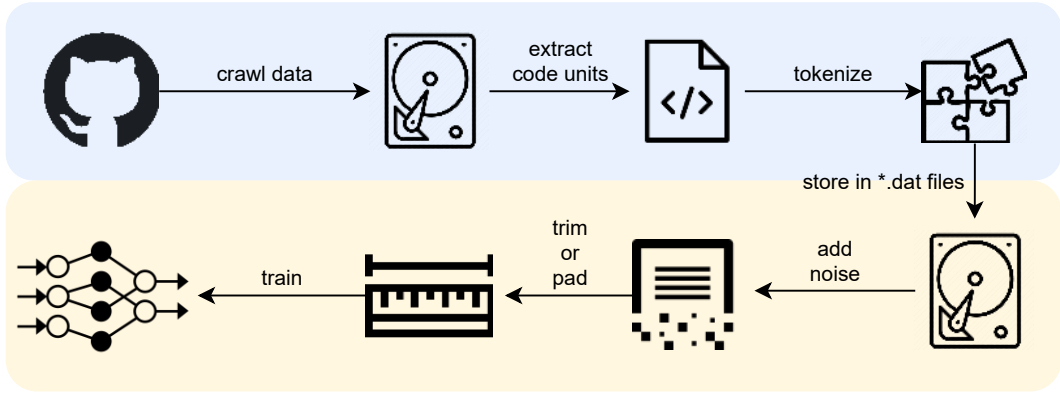 crawl data
extract
code units
</>
tokenize
store in *.dat files
add
noise
trim
or
pad
train